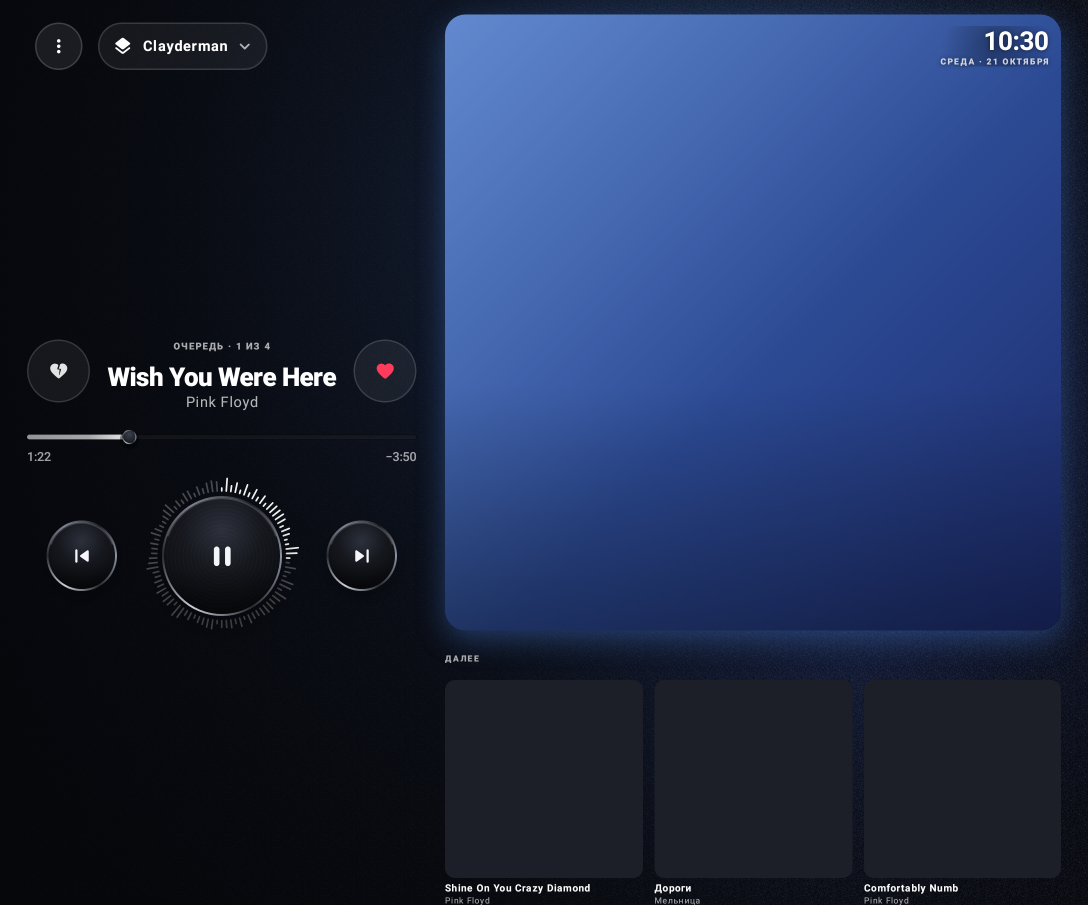 Clayderman
10:30
СРЕДА · 21 ОКТЯБРЯ
ОЧЕРЕДЬ · 1 ИЗ 4
Wish You Were Here
Pink Floyd
1:22
−3:50
ДАЛЕЕ
Shine On You Crazy Diamond
Pink Floyd
Дороги
Мельница
Comfortably Numb
Pink Floyd